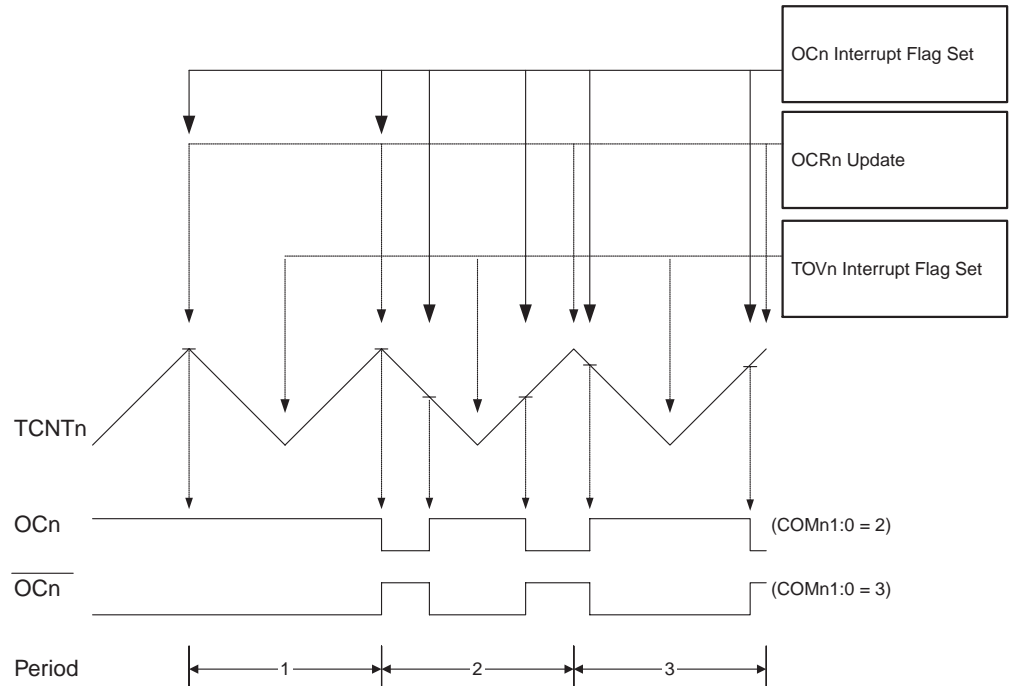 OCn Interrupt Flag Set
OCRn Update
TOVn Interrupt Flag Set
TCNTn
OCn
(COMn1:0 = 2)
OCn
(COMn1:0 = 3)
Period
1
2
3